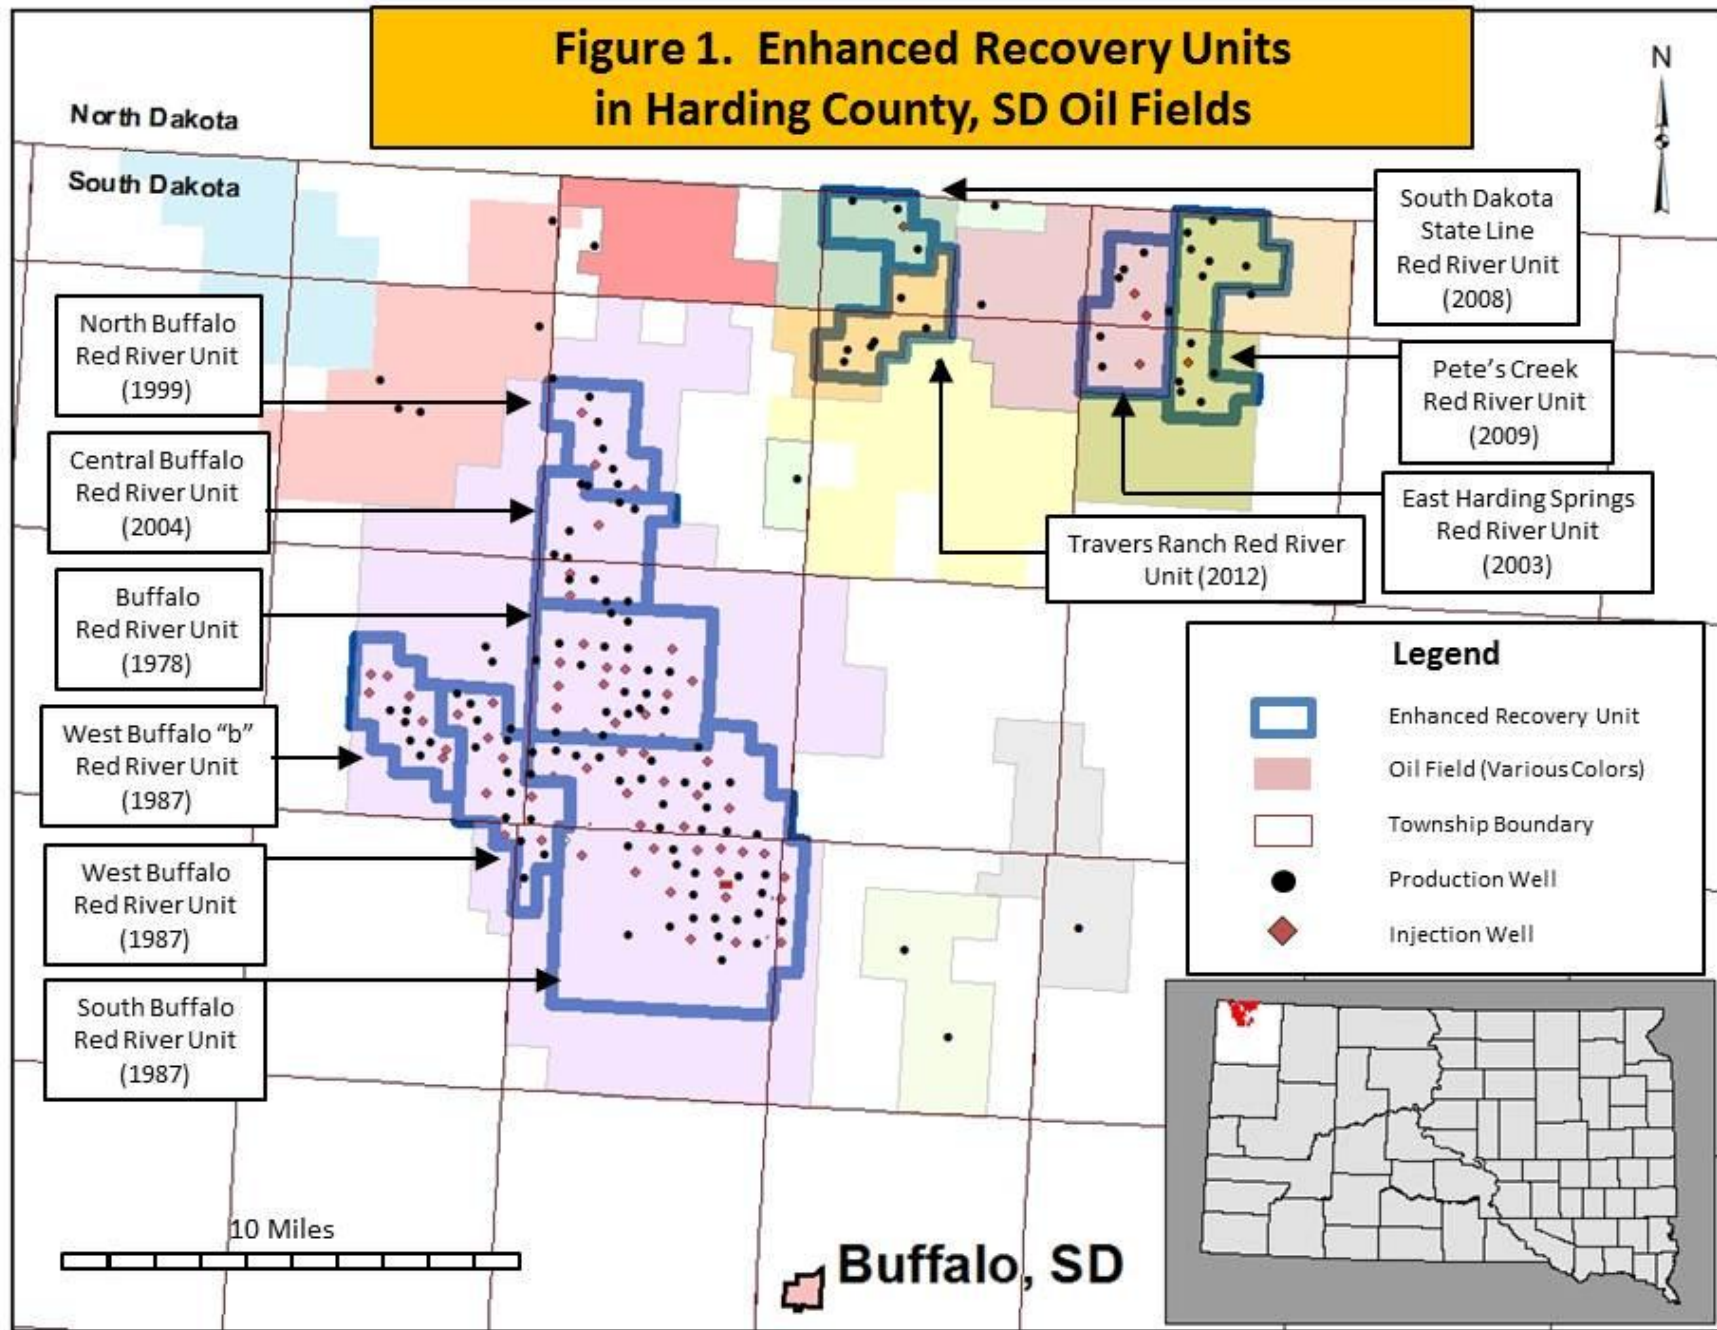 Figure 1. Enhanced Recovery Units
in Harding County, SD Oil Fields
N
North Dakota
South Dakota
South Dakota
State Line
Red River Unit
(2008)
North Buffalo
Red River Unit
(1999)
Pete's Creek
Red River Unit
(2009)
Central Buffalo
Red River Unit
(2004)
East Harding Springs
Red River Unit
(2003)
Travers Ranch Red River
Unit (2012)
Buffalo
Red River Unit
(1978)
West Buffalo "b"
Red River Unit
(1987)
West Buffalo
Red River Unit
(1987)
South Buffalo
Red River Unit
(1987)
Legend
Enhanced Recovery Unit
Oil Field (Various Colors)
Township Boundary
Production Well
Injection Well
10 Miles
Buffalo, SD